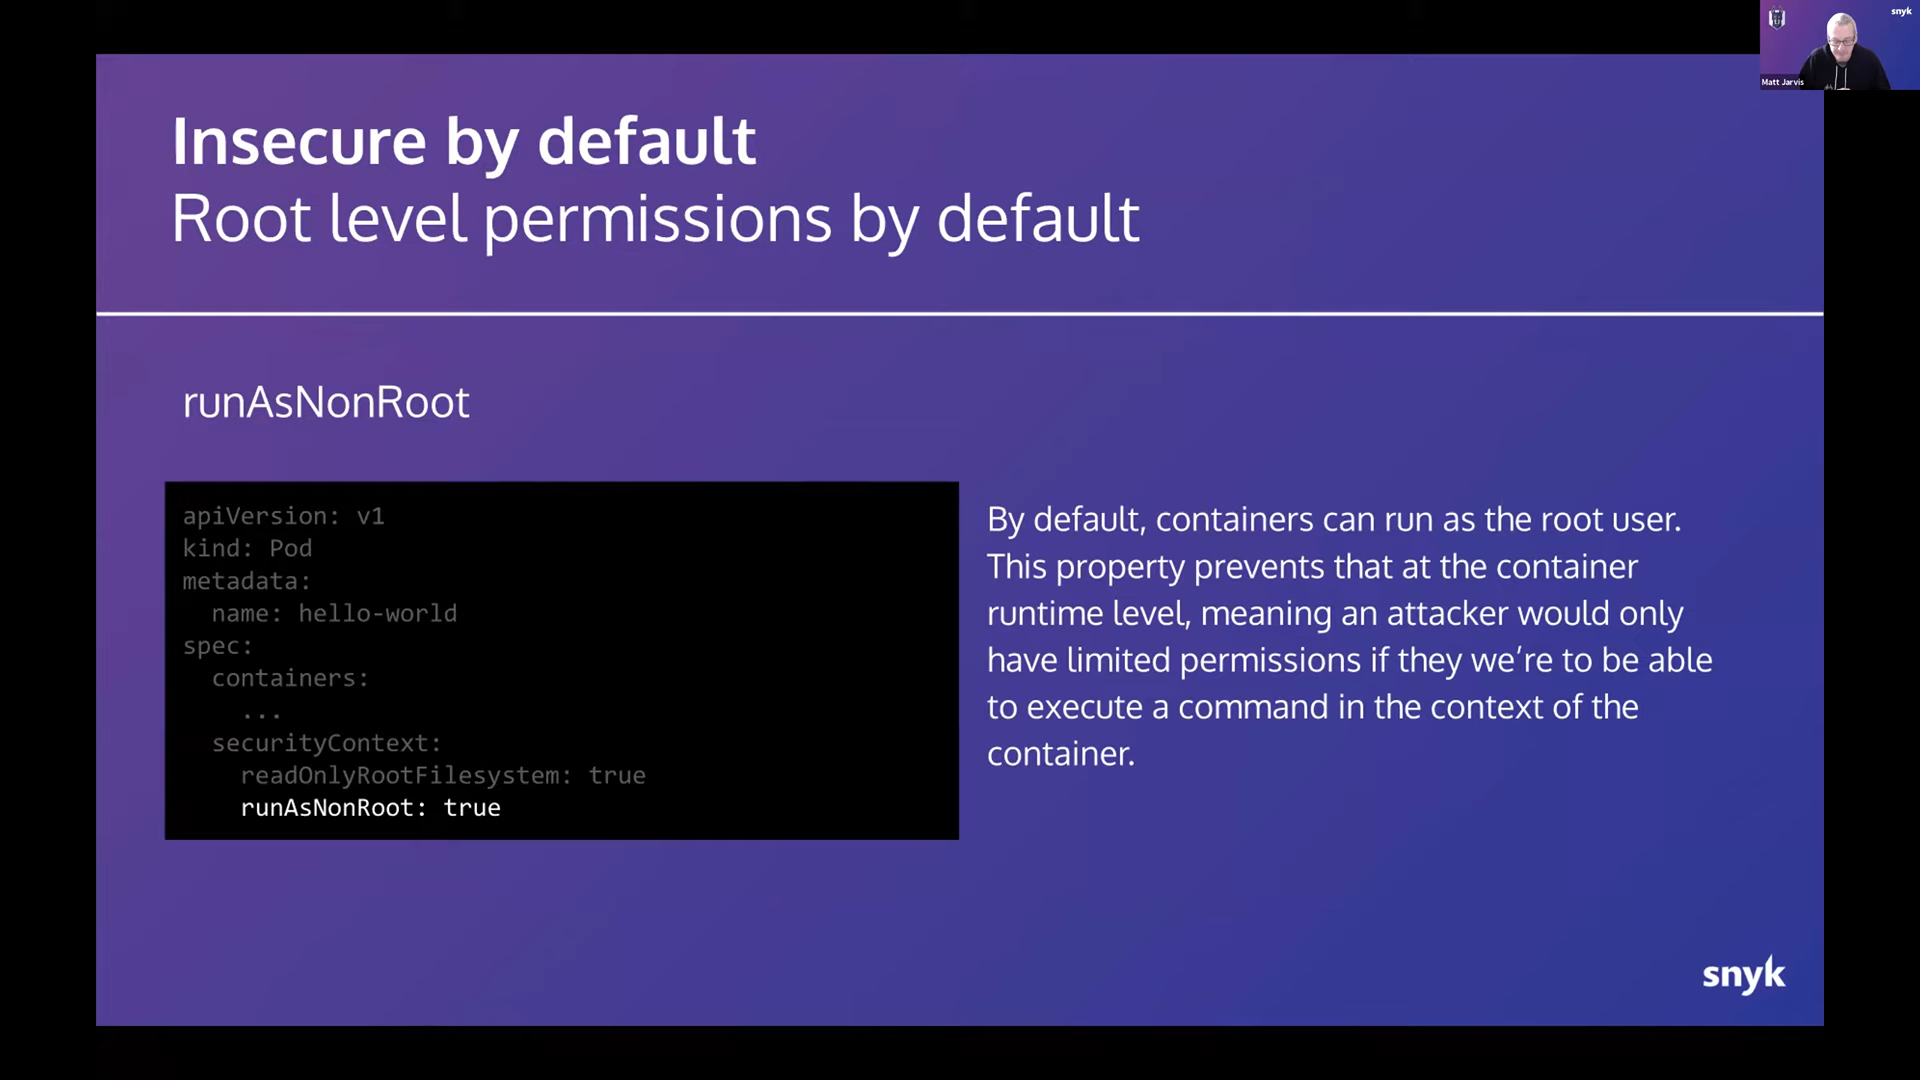 snyk
Matt Jarvis
Insecure by default
Root level permissions by default
runAsNonRoot
apiVersion: v1
kind: Pod
metadata:
  name: hello-world
spec:
  containers:
    ...
  securityContext:
    readOnlyRootFilesystem: true
    runAsNonRoot: true
By default, containers can run as the root user.
This property prevents that at the container
runtime level, meaning an attacker would only
have limited permissions if they we’re to be able
to execute a command in the context of the
container.
snyk